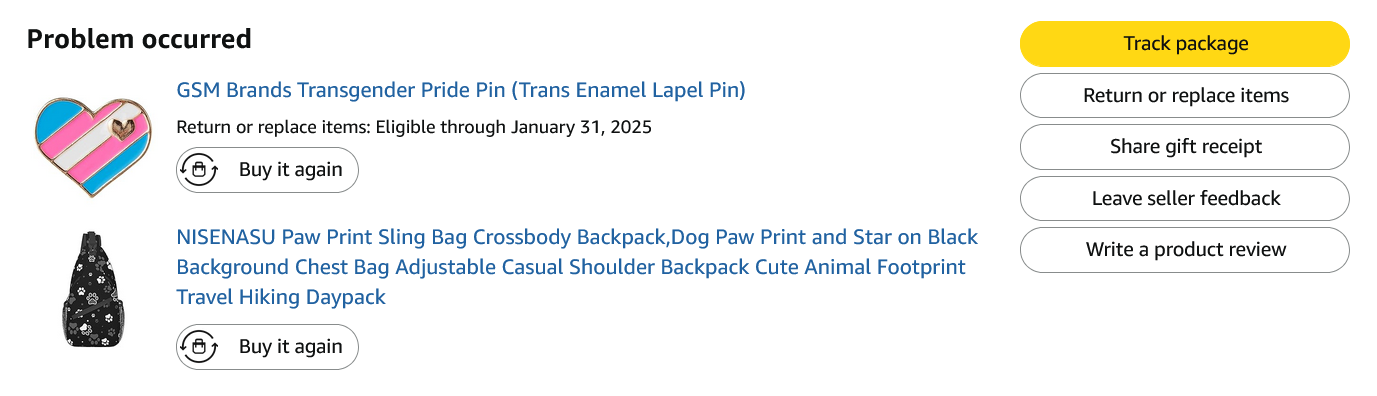 Problem occurred
GSM Brands Transgender Pride Pin (Trans Enamel Lapel Pin)
Return or replace items: Eligible through January 31, 2025
Buy it again
NISENASU Paw Print Sling Bag Crossbody Backpack,Dog Paw Print and Star on Black
Background Chest Bag Adjustable Casual Shoulder Backpack Cute Animal Footprint
Travel Hiking Daypack
Buy it again
Track package
Return or replace items
Share gift receipt
Leave seller feedback
Write a product review